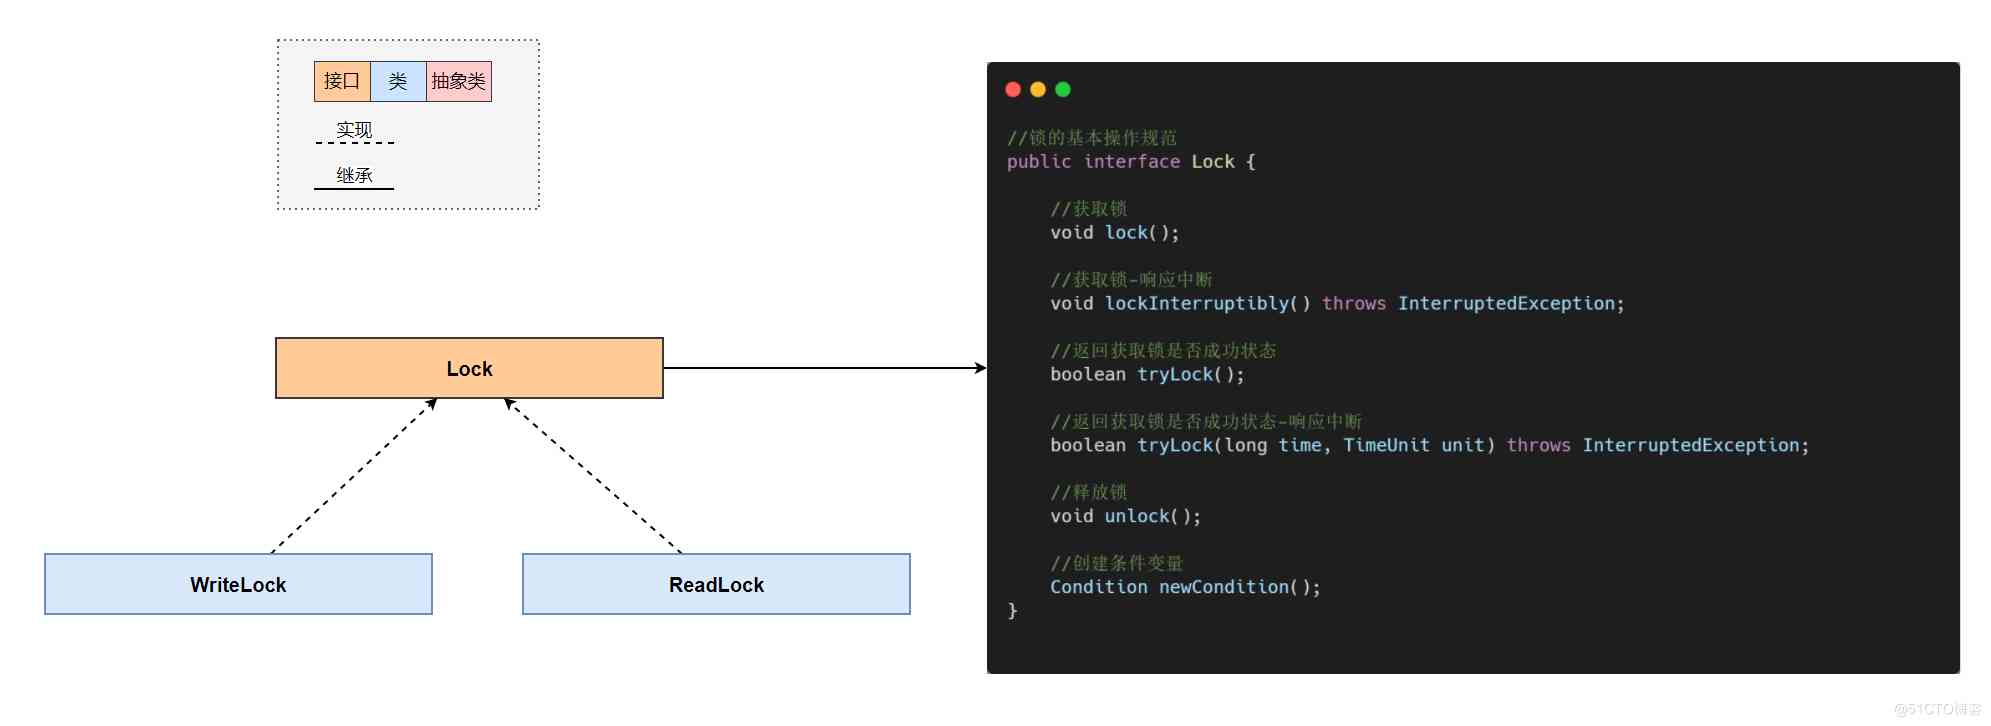 接口 类 抽象类
实现
继承
Lock
WriteLock
ReadLock
//锁的基本操作规范
public interface Lock {
//获取锁
void lock();
//获取锁-响应中断
void lockInterruptibly() throws InterruptedException;
//返回获取锁是否成功状态
boolean tryLock();
//返回获取锁是否成功状态-响应中断
boolean tryLock(long time, TimeUnit unit) throws InterruptedException;
//释放锁
void unlock();
//创建条件变量
Condition newCondition();
}
@51CTO博客